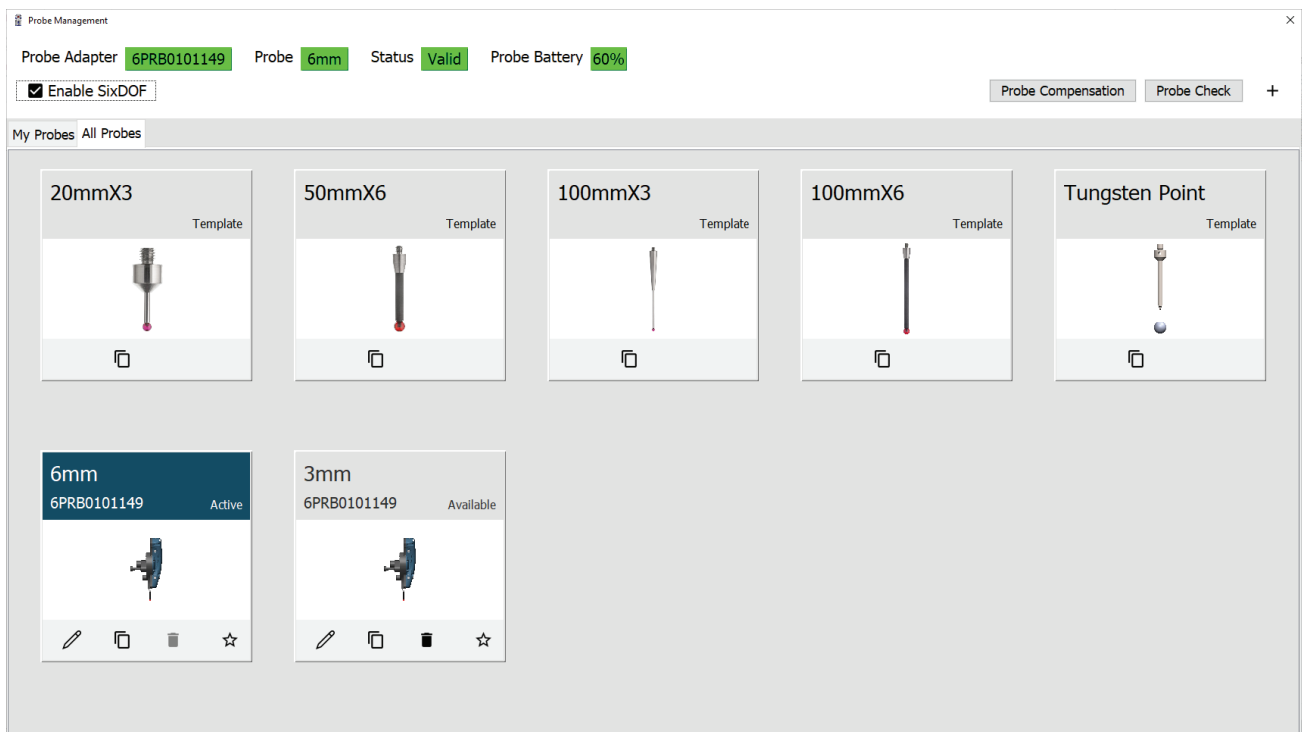 Probe Management
Probe Adapter 6PRB0101149 Probe 6mm Status Valid Probe Battery 60%
Enable SixDOF Probe Compensation Probe Check +
My Probes All Probes
20mmX3
Template
50mmX6
Template
100mmX3
Template
100mmX6
Template
Tungsten Point
Template
6mm
6PRB0101149 Active
3mm
6PRB0101149 Available